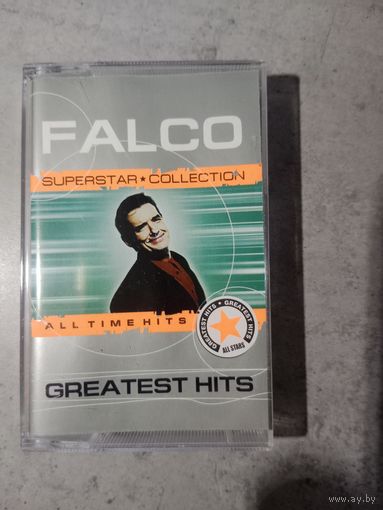 FALCO
SUPERSTAR★COLLECTION
ALL TIME HITS
GREATEST HITS • GREATEST HITS •
ALL STARS
GREATEST HITS
www.ay.by